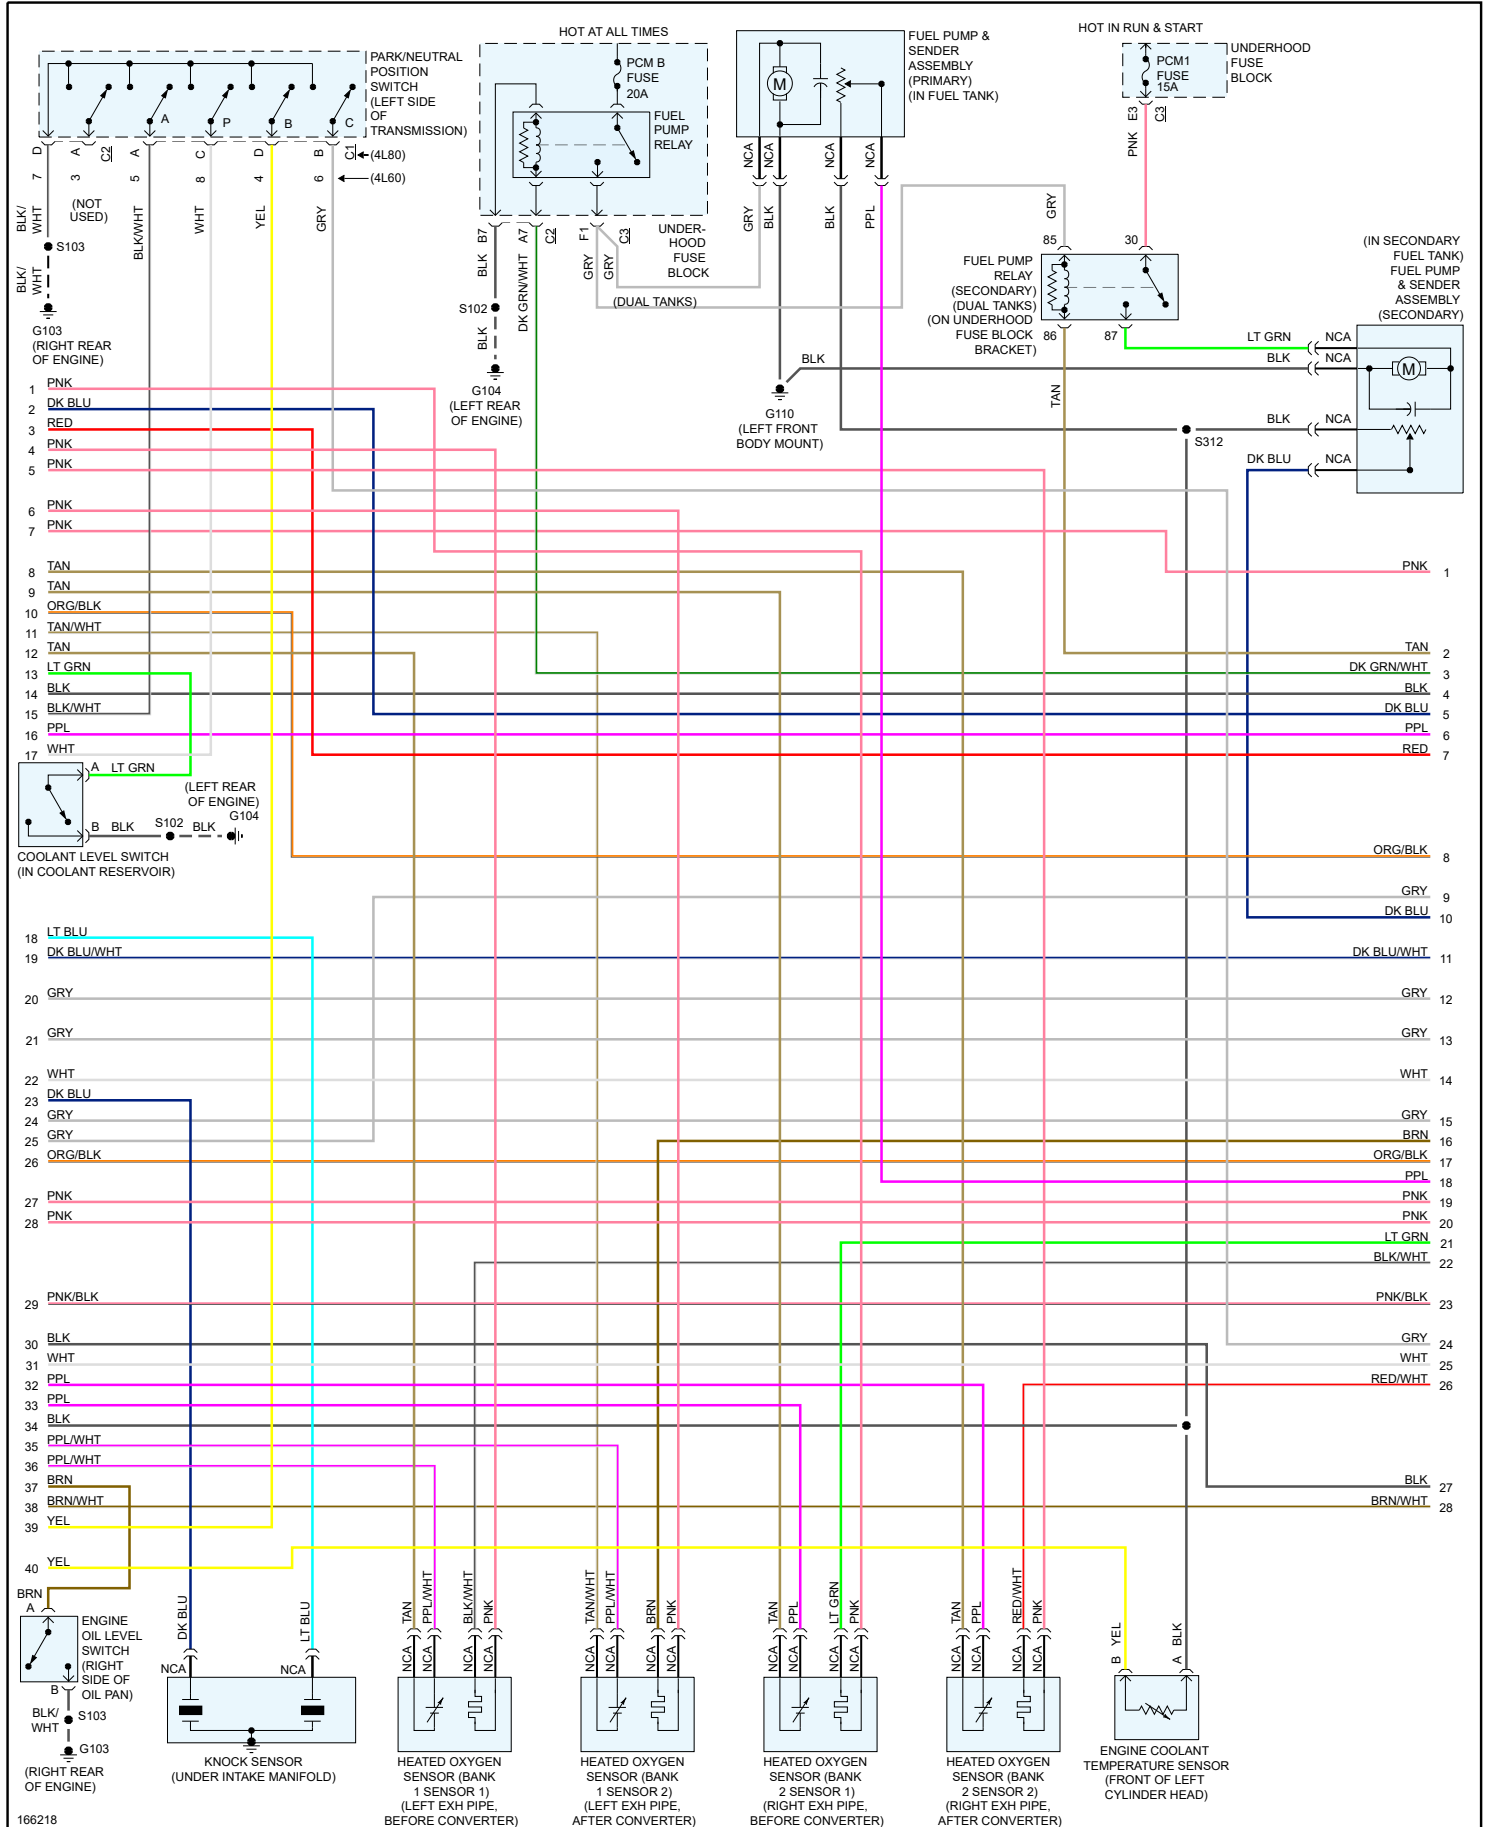 HOT AT ALL TIMES
HOT IN RUN & START
PARK/NEUTRAL
POSITION
SWITCH
(LEFT SIDE
OF
TRANSMISSION)
A
P
B
C
D
A
C2
A
C
D
B
C1
(4L80)
7
3
5
8
4
6
(4L60)
(NOT
USED)
BLK/
WHT
BLK/WHT
WHT
YEL
GRY
S103
BLK/
WHT
G103
(RIGHT REAR
OF ENGINE)
PCM B
FUSE
20A
FUEL
PUMP
RELAY
B7
A7
C2
F1
C3
UNDER-
HOOD
FUSE
BLOCK
BLK
DK GRN/WHT
GRY
GRY
(DUAL TANKS)
S102
BLK
G104
(LEFT REAR
OF ENGINE)
FUEL PUMP &
SENDER
ASSEMBLY
(PRIMARY)
(IN FUEL TANK)
M
NCA
NCA
NCA
NCA
GRY
BLK
BLK
PPL
PCM1
FUSE
15A
UNDERHOOD
FUSE
BLOCK
E3
C3
PNK
GRY
85
30
FUEL PUMP
RELAY
(SECONDARY)
(DUAL TANKS)
(ON UNDERHOOD
FUSE BLOCK
BRACKET)
86
87
TAN
(IN SECONDARY
FUEL TANK)
FUEL PUMP
& SENDER
ASSEMBLY
(SECONDARY)
LT GRN
NCA
BLK
NCA
M
BLK
NCA
DK BLU
NCA
BLK
G110
(LEFT FRONT
BODY MOUNT)
S312
1 PNK
2 DK BLU
3 RED
4 PNK
5 PNK
6 PNK
7 PNK
8 TAN
9 TAN
10 ORG/BLK
11 TAN/WHT
12 TAN
13 LT GRN
14 BLK
15 BLK/WHT
16 PPL
17 WHT
A LT GRN
(LEFT REAR
OF ENGINE)
G104
B BLK
S102
BLK
COOLANT LEVEL SWITCH
(IN COOLANT RESERVOIR)
18 LT BLU
19 DK BLU/WHT
20 GRY
21 GRY
22 WHT
23 DK BLU
24 GRY
25 GRY
26 ORG/BLK
27 PNK
28 PNK
29 PNK/BLK
30 BLK
31 WHT
32 PPL
33 PPL
34 BLK
35 PPL/WHT
36 PPL/WHT
37 BRN
38 BRN/WHT
39 YEL
40 YEL
PNK 1
TAN 2
DK GRN/WHT 3
BLK 4
DK BLU 5
PPL 6
RED 7
ORG/BLK 8
GRY 9
DK BLU 10
DK BLU/WHT 11
GRY 12
GRY 13
WHT 14
GRY 15
BRN 16
ORG/BLK 17
PPL 18
PNK 19
PNK 20
LT GRN 21
BLK/WHT 22
PNK/BLK 23
GRY 24
WHT 25
RED/WHT 26
BLK 27
BRN/WHT 28
BRN
A
ENGINE
OIL LEVEL
SWITCH
(RIGHT
SIDE OF
OIL PAN)
B
BLK/
WHT
S103
G103
(RIGHT REAR
OF ENGINE)
DK BLU
LT BLU
NCA
NCA
KNOCK SENSOR
(UNDER INTAKE MANIFOLD)
TAN
PPL/WHT
BLK/WHT
PNK
NCA
NCA
NCA
NCA
HEATED OXYGEN
SENSOR (BANK
1 SENSOR 1)
(LEFT EXH PIPE,
BEFORE CONVERTER)
TAN/WHT
PPL/WHT
BRN
PNK
NCA
NCA
NCA
NCA
HEATED OXYGEN
SENSOR (BANK
1 SENSOR 2)
(LEFT EXH PIPE,
AFTER CONVERTER)
TAN
PPL
LT GRN
PNK
NCA
NCA
NCA
NCA
HEATED OXYGEN
SENSOR (BANK
2 SENSOR 1)
(RIGHT EXH PIPE,
BEFORE CONVERTER)
TAN
PPL
RED/WHT
PNK
NCA
NCA
NCA
NCA
HEATED OXYGEN
SENSOR (BANK
2 SENSOR 2)
(RIGHT EXH PIPE,
AFTER CONVERTER)
YEL
BLK
B
A
ENGINE COOLANT
TEMPERATURE SENSOR
(FRONT OF LEFT
CYLINDER HEAD)
166218